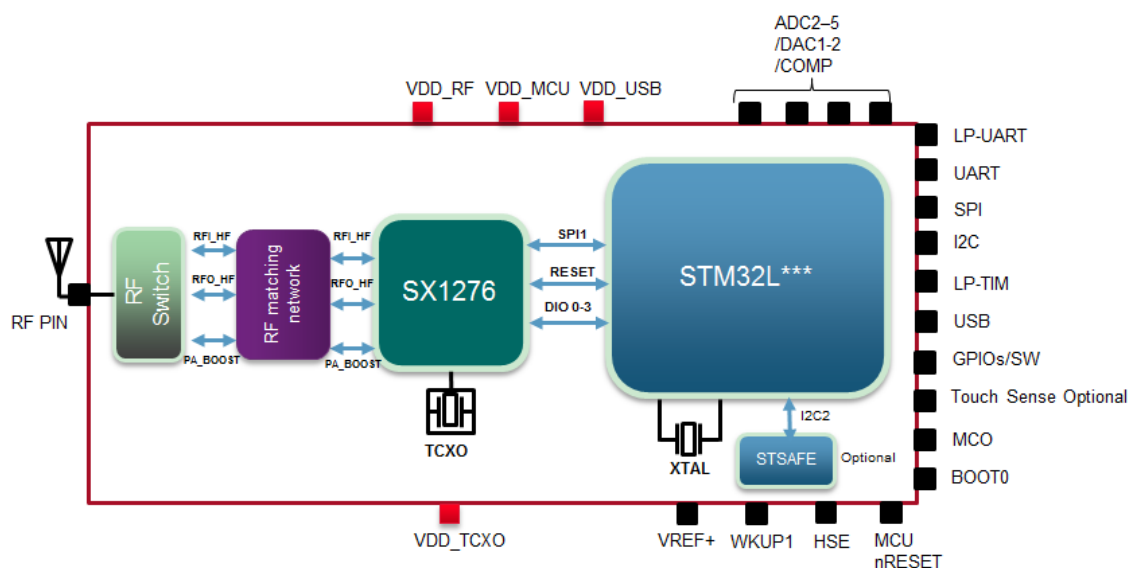 ADC2–5
/DAC1-2
/COMP
VDD_RF
VDD_MCU
VDD_USB
LP-UART
UART
SPI
I2C
LP-TIM
USB
GPIOs/SW
Touch Sense Optional
MCO
BOOT0
RF PIN
RF
Switch
RFI_HF
RFO_HF
PA_BOOST
RF matching
network
RFI_HF
RFO_HF
PA_BOOST
SX1276
TCXO
SPI1
RESET
DIO 0-3
STM32L***
XTAL
I2C2
STSAFE
Optional
VDD_TCXO
VREF+
WKUP1
HSE
MCU
nRESET